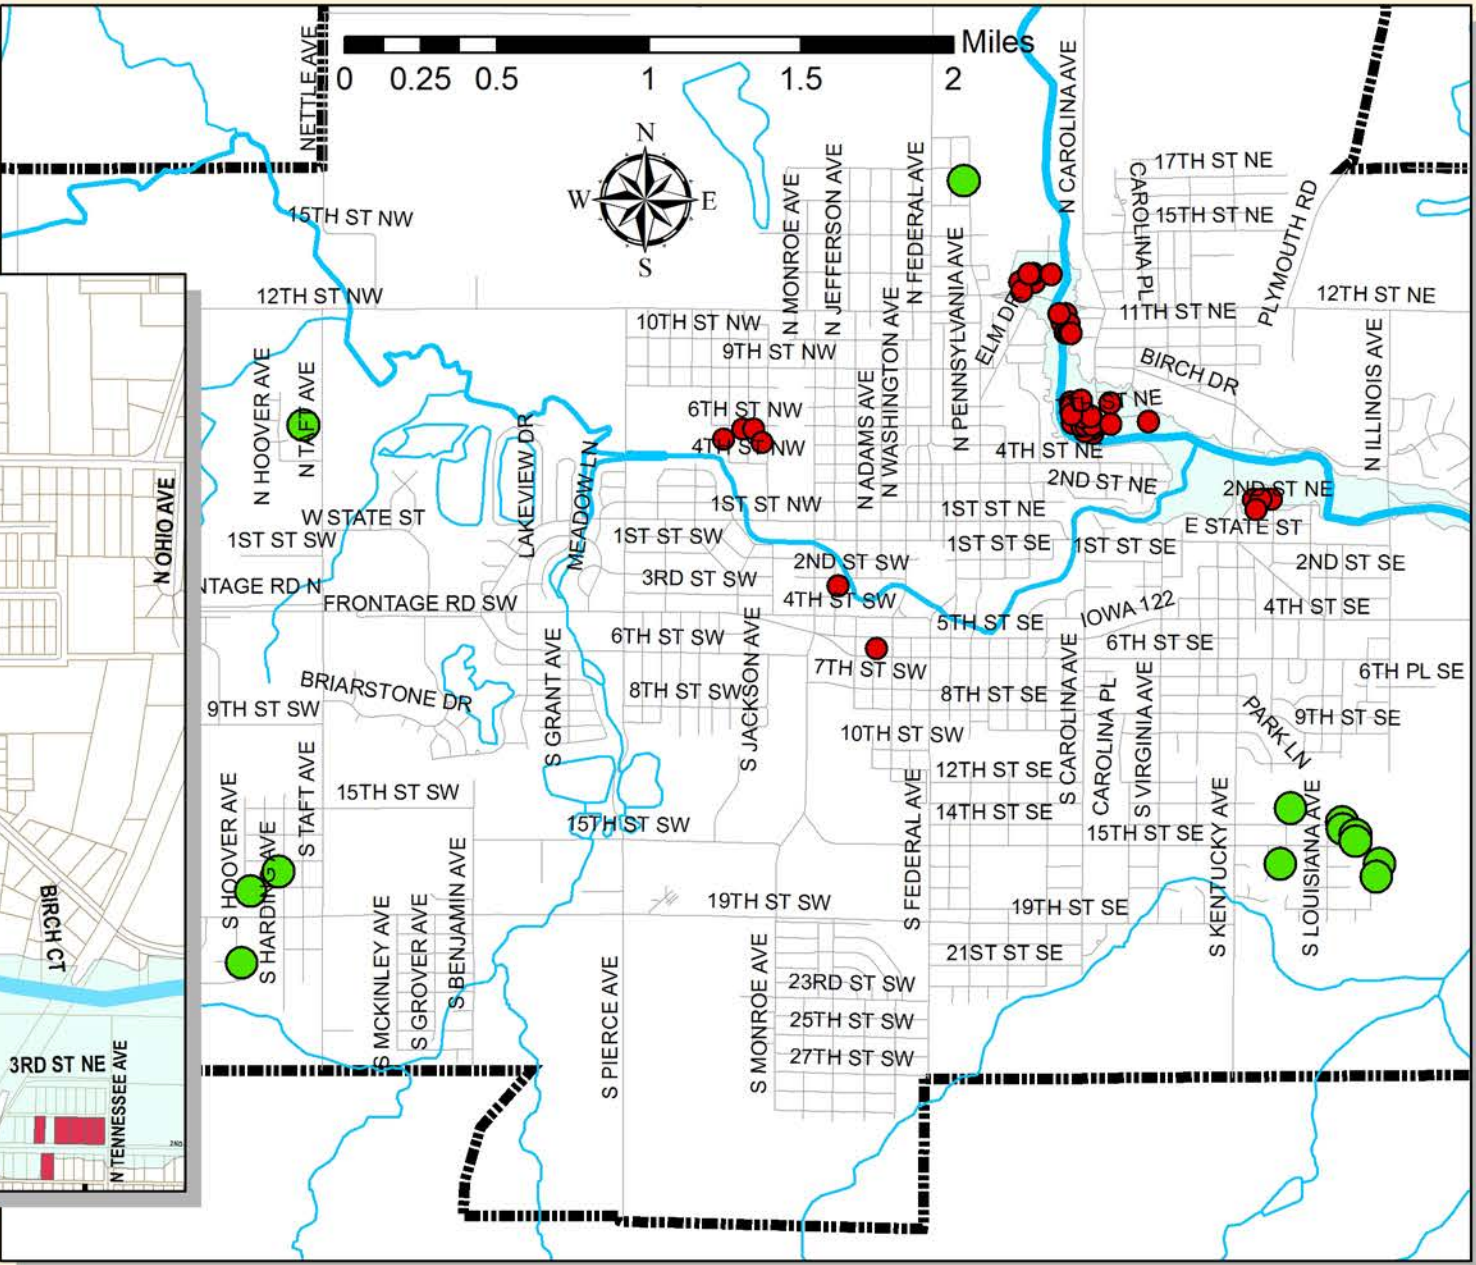 Miles
0 0.25 0.5 1 1.5 2
NETTLE AVE
N
W E
S
N CAROLINA AVE
17TH ST NE
CAROLINA PL
15TH ST NE
PLYMOUTH RD
N MONROE AVE
N JEFFERSON AVE
N FEDERAL AVE
N PENNSYLVANIA AVE
15TH ST NW
12TH ST NW
12TH ST NE
10TH ST NW
11TH ST NE
9TH ST NW
N WASHINGTON AVE
ELM DR
BIRCH DR
N ILLINOIS AVE
N HOOVER AVE
N TAFT AVE
N ADAMS AVE
6TH ST NW
ST NE
4TH ST NW
4TH ST NE
LAKEVIEW DR
MEADOW LN
2ND ST NE
2ND ST NE
N OHIO AVE
1ST ST NW
1ST ST NE
W STATE ST
E STATE ST
1ST ST SW
1ST ST SW
1ST ST SE
1ST ST SE
2ND ST SW
2ND ST SE
NTAGE RD N
3RD ST SW
FRONTAGE RD SW
4TH ST SW
4TH ST SE
IOWA 122
5TH ST SE
6TH ST SW
6TH ST SE
S JACKSON AVE
S GRANT AVE
7TH ST SW
6TH PL SE
BRIARSTONE DR
8TH ST SW
8TH ST SE
S CAROLINA AVE
CAROLINA PL
S VIRGINIA AVE
PARK LN
9TH ST SW
9TH ST SE
10TH ST SW
S TAFT AVE
12TH ST SE
S HOOVER AVE
15TH ST SW
14TH ST SE
S FEDERAL AVE
15TH ST SW
15TH ST SE
S KENTUCKY AVE
S LOUISIANA AVE
S HARDING AVE
S BENJAMIN AVE
S MCKINLEY AVE
S GROVER AVE
BIRCH CT
19TH ST SW
19TH ST SE
21ST ST SE
S PIERCE AVE
S MONROE AVE
23RD ST SW
25TH ST SW
27TH ST SW
3RD ST NE
N TENNESSEE AVE